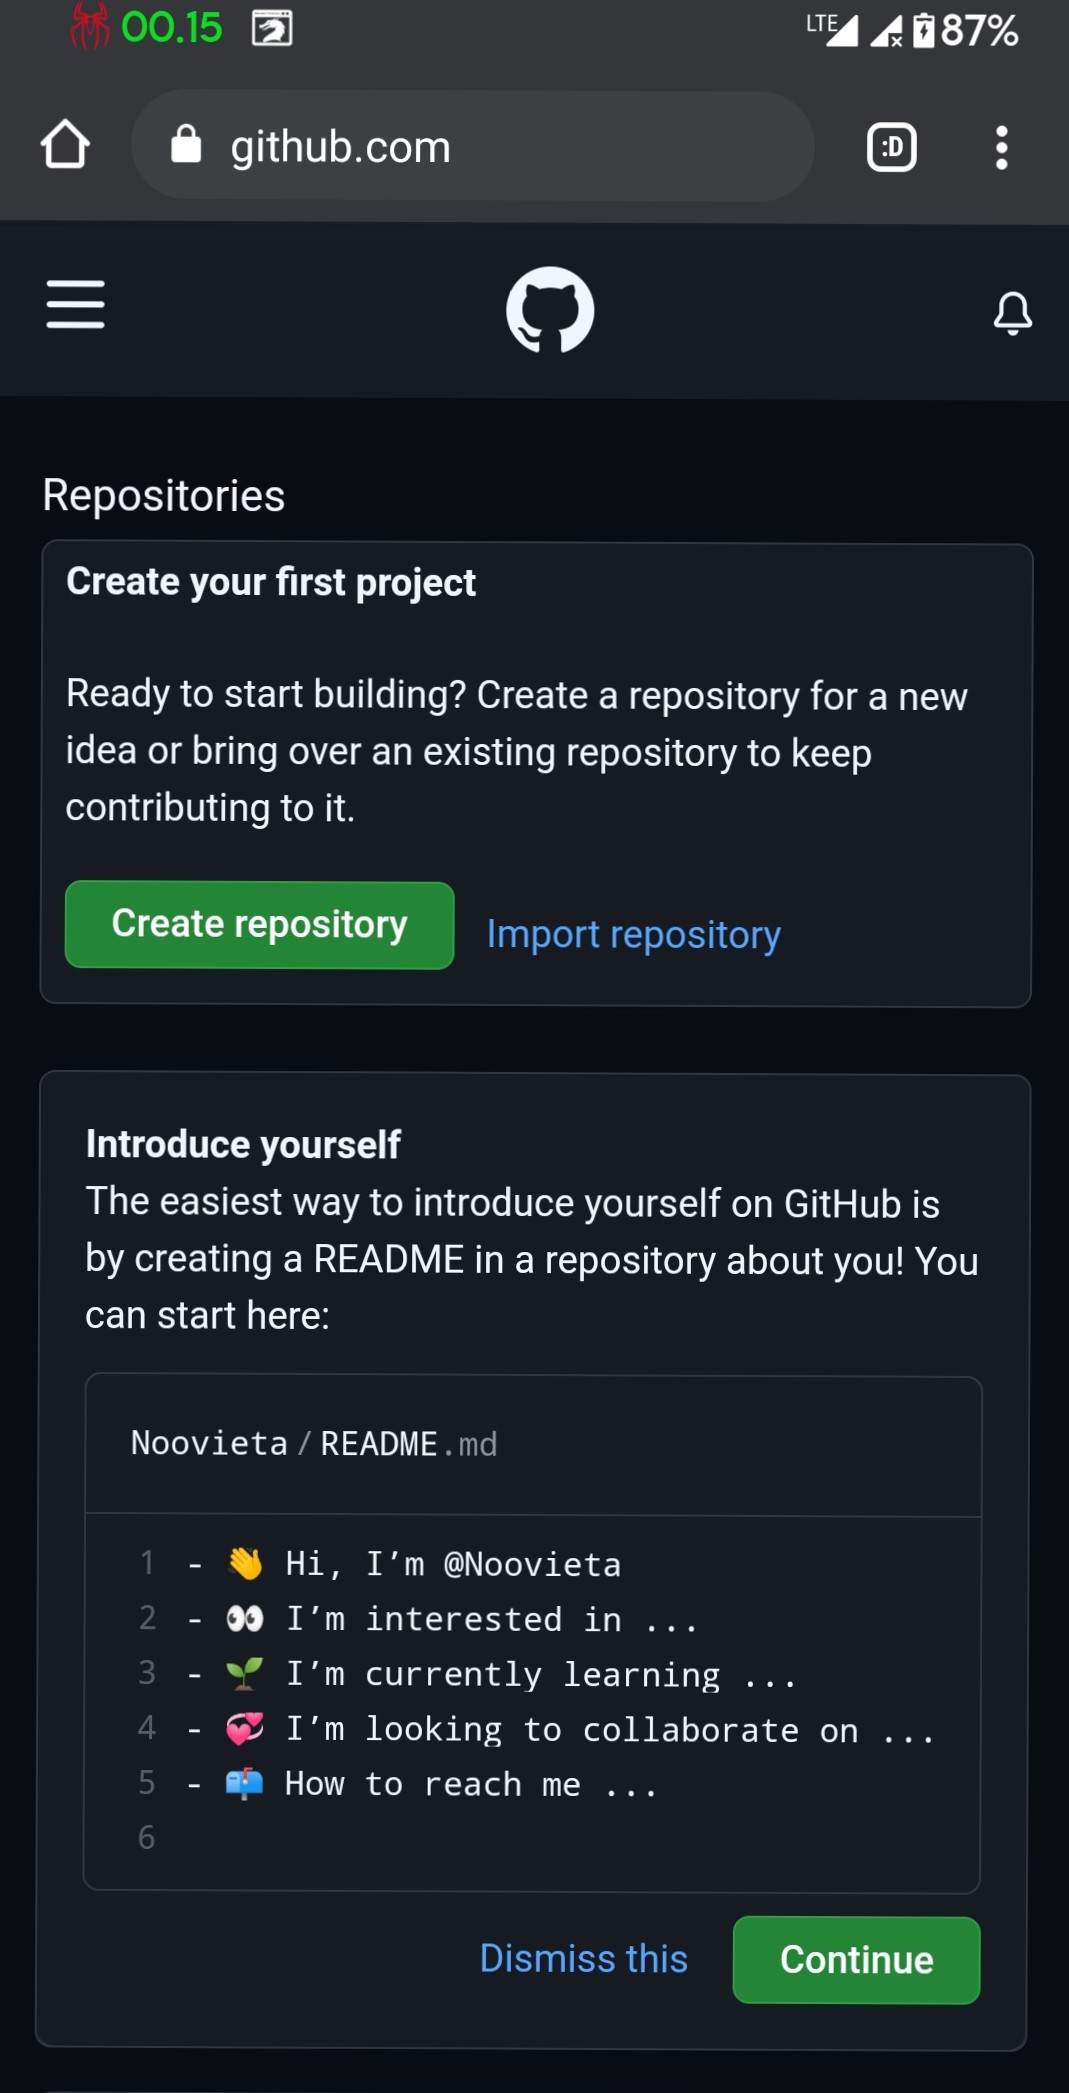 00.15
LTE 87%
github.com
:D
Repositories
Create your first project
Ready to start building? Create a repository for a new
idea or bring over an existing repository to keep
contributing to it.
Create repository
Import repository
Introduce yourself
The easiest way to introduce yourself on GitHub is
by creating a README in a repository about you! You
can start here:
Noovieta / README.md
1 - 👋 Hi, I’m @Noovieta
2 - 👀 I’m interested in ...
3 - 🌱 I’m currently learning ...
4 - 💞️ I’m looking to collaborate on ...
5 - 📫 How to reach me ...
6
Dismiss this
Continue